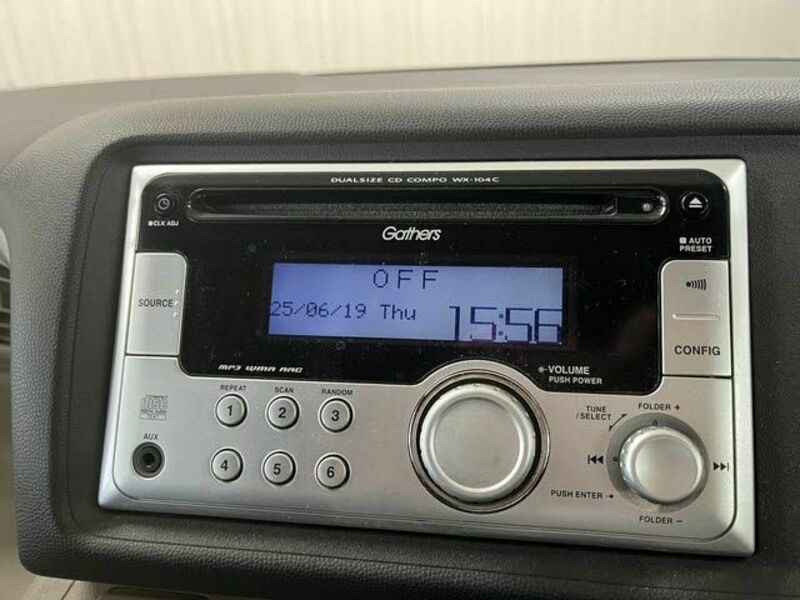 DUALSIZE CD COMPO WX-104C
CLK ADJ
Gathers
AUTO
PRESET
OFF
25/06/19 Thu 15:56
SOURCE
CONFIG
MP3 WMA AAC
VOLUME
PUSH POWER
REPEAT SCAN RANDOM
1 2 3
TUNE
/SELECT
FOLDER +
AUX
4 5 6
PUSH ENTER
FOLDER −